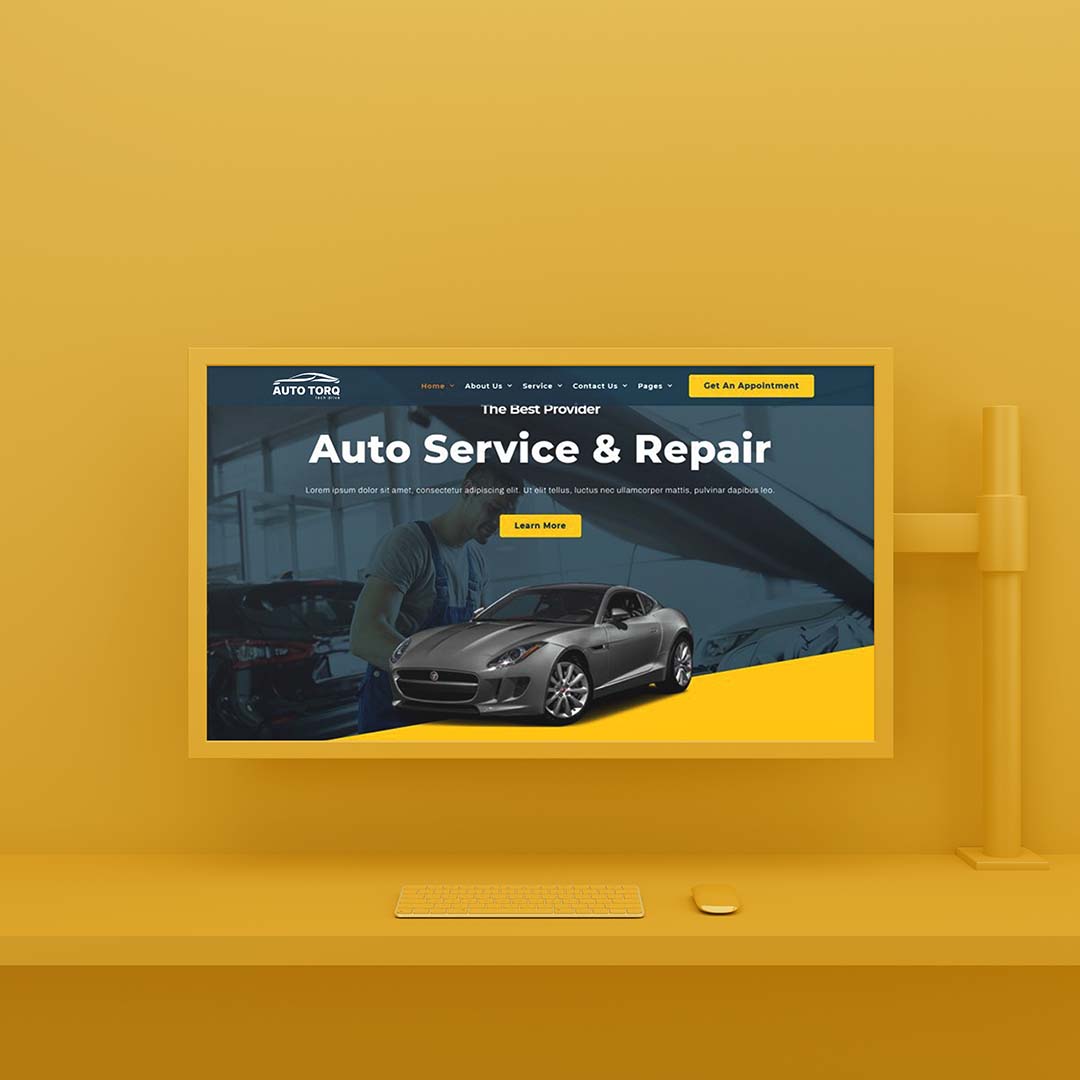 AUTO TORQ
tech drive
Home About Us Service Contact Us Pages Get An Appointment
The Best Provider
Auto Service & Repair
Lorem ipsum dolor sit amet, consectetur adipiscing elit. Ut elit tellus, luctus nec ullamcorper mattis, pulvinar dapibus leo.
Learn More